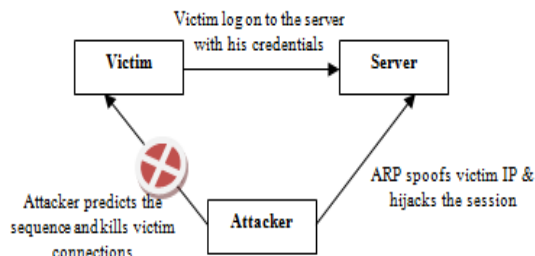 Victim log on to the server
with his credentials
Victim
Server
ARP spoofs victim IP &
hijacks the session
Attacker predicts the
sequence and kills victim
connections
Attacker